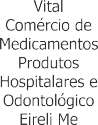 Vital
Comércio de
Medicamentos
Produtos
Hospitalares e
Odontológico
Eireli Me